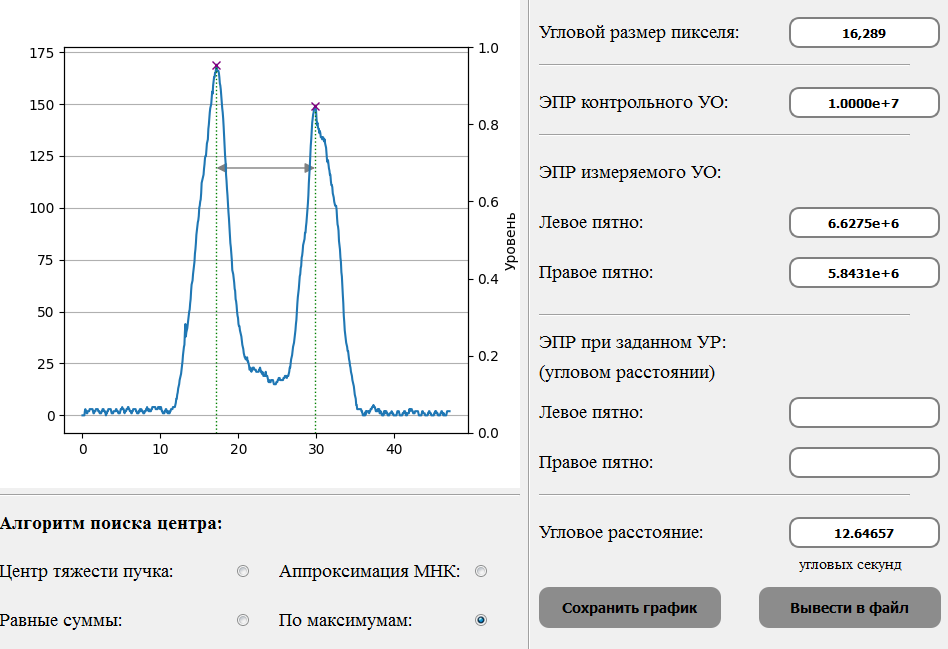 175
150
125
100
75
50
25
0
0
10
20
30
40
1.0
0.8
0.6
0.4
0.2
0.0
Уровень
Алгоритм поиска центра:
Центр тяжести пучка:
Аппроксимация МНК:
Равные суммы:
По максимумам:
Угловой размер пикселя:
16,289
ЭПР контрольного УО:
1.0000e+7
ЭПР измеряемого УО:
Левое пятно:
6.6275e+6
Правое пятно:
5.8431e+6
ЭПР при заданном УР:
(угловом расстоянии)
Левое пятно:
Правое пятно:
Угловое расстояние:
12.64657
угловых секунд
Сохранить график
Вывести в файл